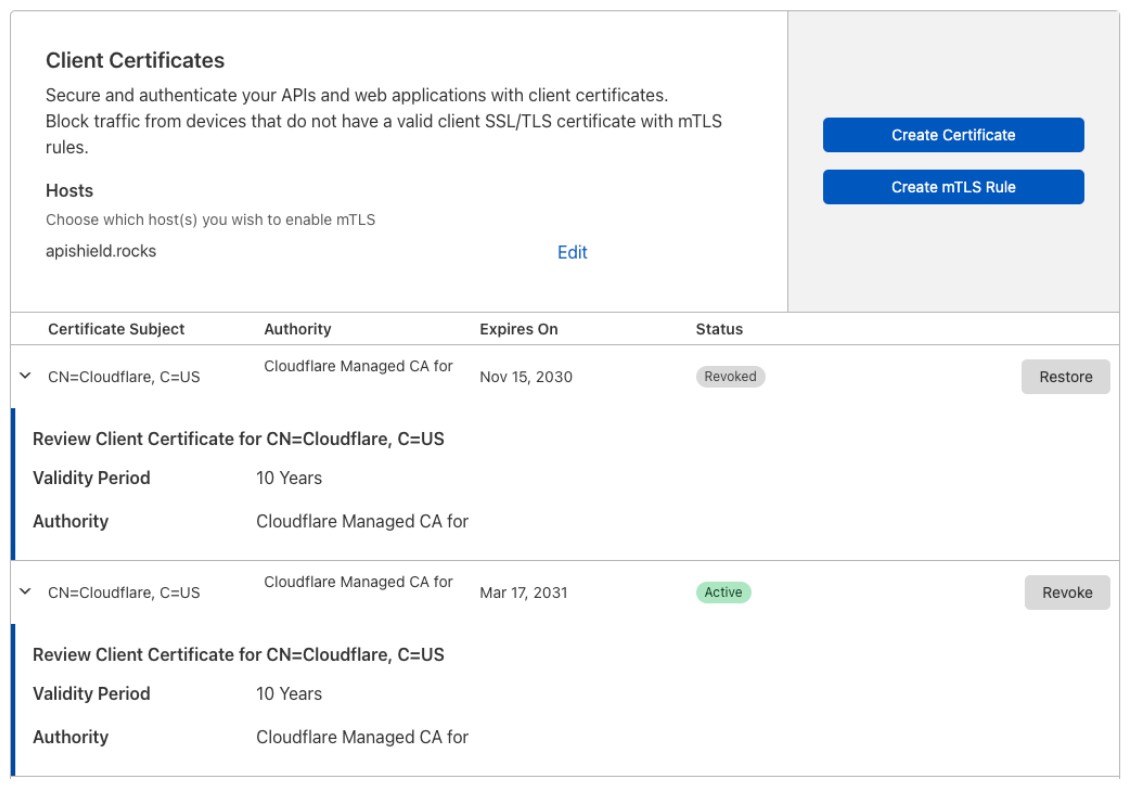 Client Certificates
Secure and authenticate your APIs and web applications with client certificates.
Block traffic from devices that do not have a valid client SSL/TLS certificate with mTLS
rules.
Create Certificate
Create mTLS Rule
Hosts
Choose which host(s) you wish to enable mTLS
apishield.rocks Edit
Certificate Subject Authority Expires On Status
CN=Cloudflare, C=US Cloudflare Managed CA for Nov 15, 2030 Revoked Restore
Review Client Certificate for CN=Cloudflare, C=US
Validity Period 10 Years
Authority Cloudflare Managed CA for
CN=Cloudflare, C=US Cloudflare Managed CA for Mar 17, 2031 Active Revoke
Review Client Certificate for CN=Cloudflare, C=US
Validity Period 10 Years
Authority Cloudflare Managed CA for